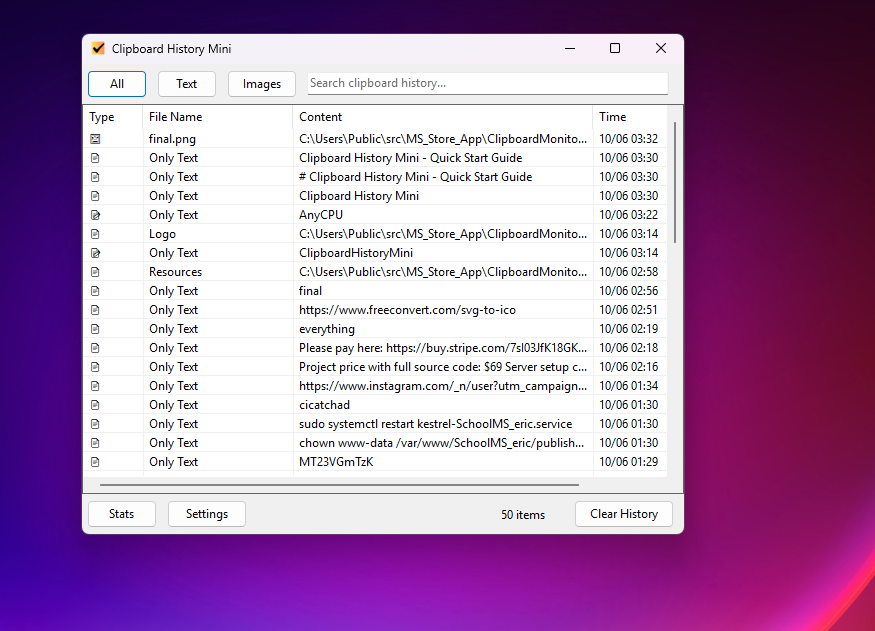 Clipboard History Mini
All Text Images Search clipboard history...
Type File Name Content Time
final.png C:\Users\Public\src\MS_Store_App\ClipboardMonito... 10/06 03:32
Only Text Clipboard History Mini - Quick Start Guide 10/06 03:30
Only Text # Clipboard History Mini - Quick Start Guide 10/06 03:30
Only Text Clipboard History Mini 10/06 03:30
Only Text AnyCPU 10/06 03:22
Logo C:\Users\Public\src\MS_Store_App\ClipboardMonito... 10/06 03:14
Only Text ClipboardHistoryMini 10/06 03:14
Resources C:\Users\Public\src\MS_Store_App\ClipboardMonito... 10/06 02:58
Only Text final 10/06 02:56
Only Text https://www.freeconvert.com/svg-to-ico 10/06 02:51
Only Text everything 10/06 02:19
Only Text Please pay here: https://buy.stripe.com/7sI03JfK18GK... 10/06 02:18
Only Text Project price with full source code: $69 Server setup c... 10/06 02:16
Only Text https://www.instagram.com/_n/user?utm_campaign... 10/06 01:34
Only Text cicatchad 10/06 01:30
Only Text sudo systemctl restart kestrel-SchoolMS_eric.service 10/06 01:30
Only Text chown www-data /var/www/SchoolMS_eric/publish... 10/06 01:30
Only Text MT23VGmTzK 10/06 01:29
Stats Settings 50 items Clear History